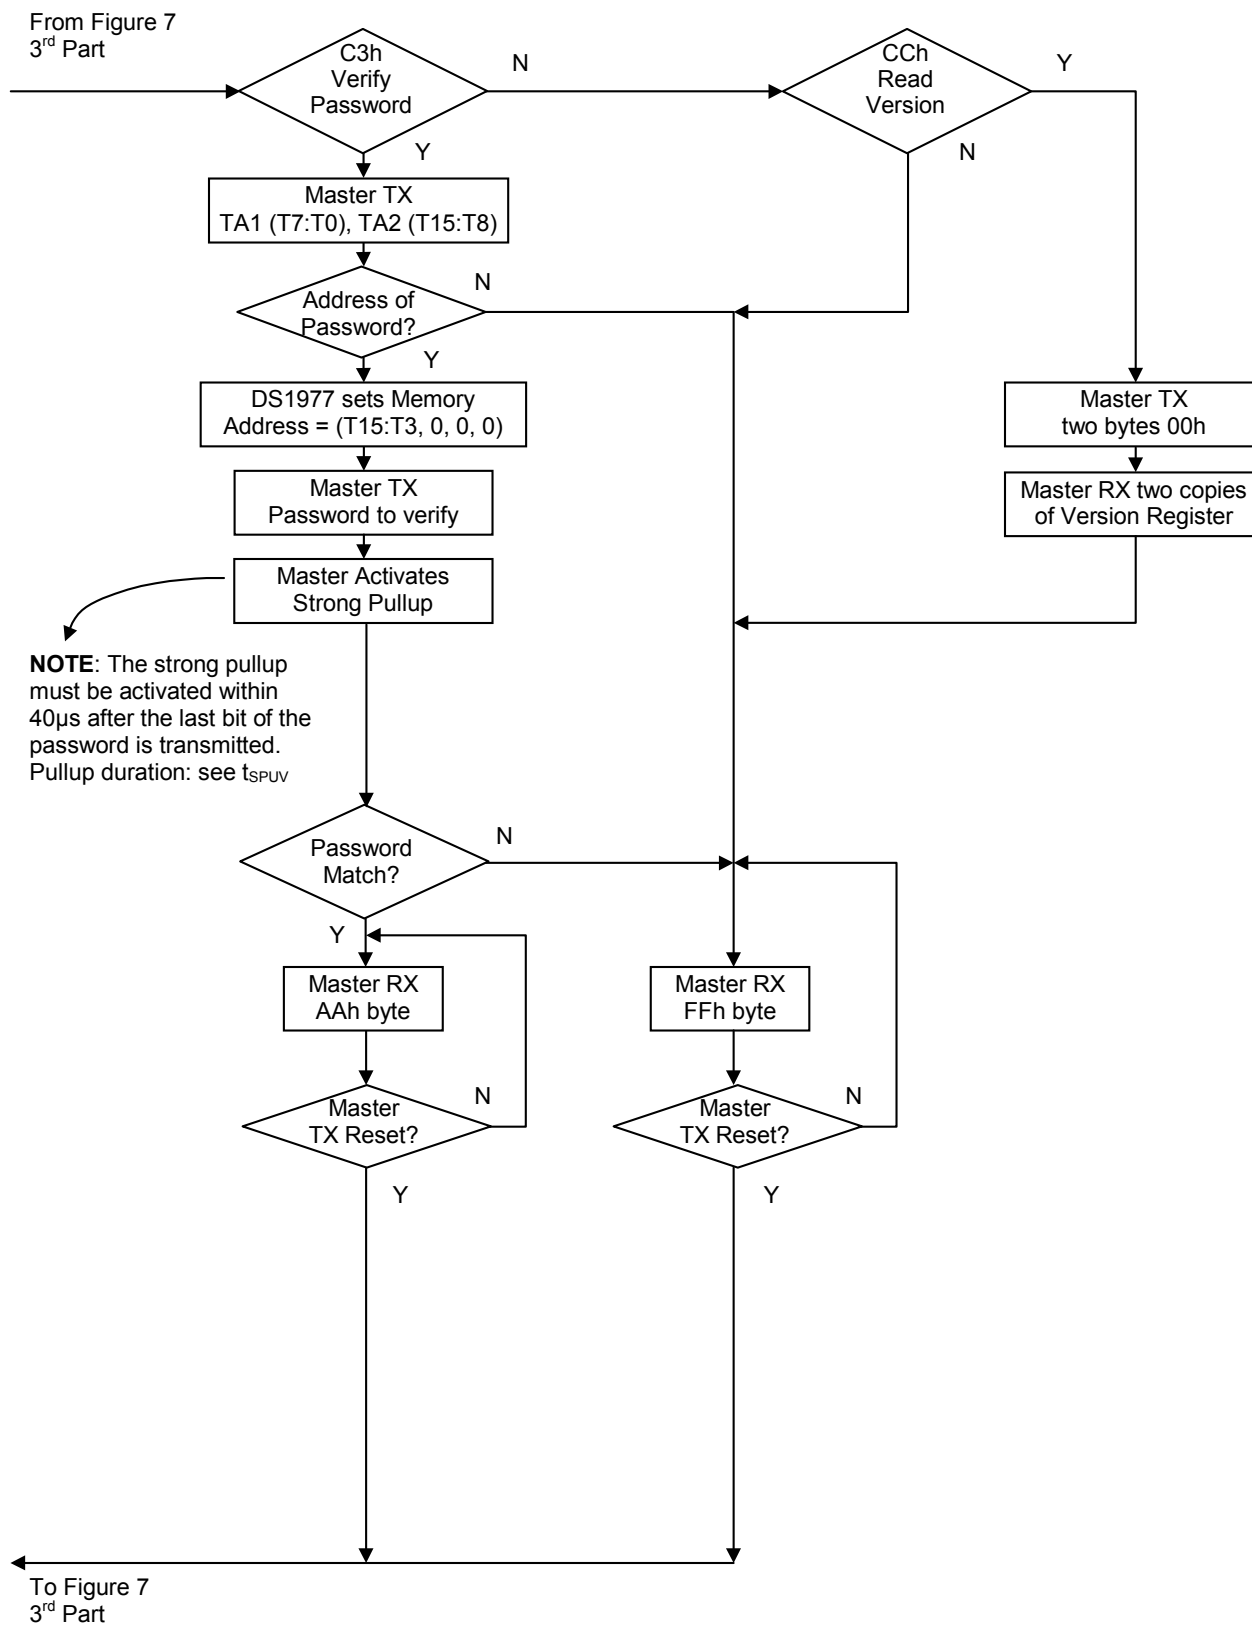 From Figure 7
3rd Part
C3h
Verify
Password
N
CCh
Read
Version
Y
Y
N
Master TX
TA1 (T7:T0), TA2 (T15:T8)
Address of
Password?
N
Y
DS1977 sets Memory
Address = (T15:T3, 0, 0, 0)
Master TX
two bytes 00h
Master TX
Password to verify
Master RX two copies
of Version Register
Master Activates
Strong Pullup
NOTE: The strong pullup
must be activated within
40µs after the last bit of the
password is transmitted.
Pullup duration: see tSPUV
Password
Match?
N
Y
Master RX
AAh byte
Master RX
FFh byte
Master
TX Reset?
N
Master
TX Reset?
N
Y
Y
To Figure 7
3rd Part